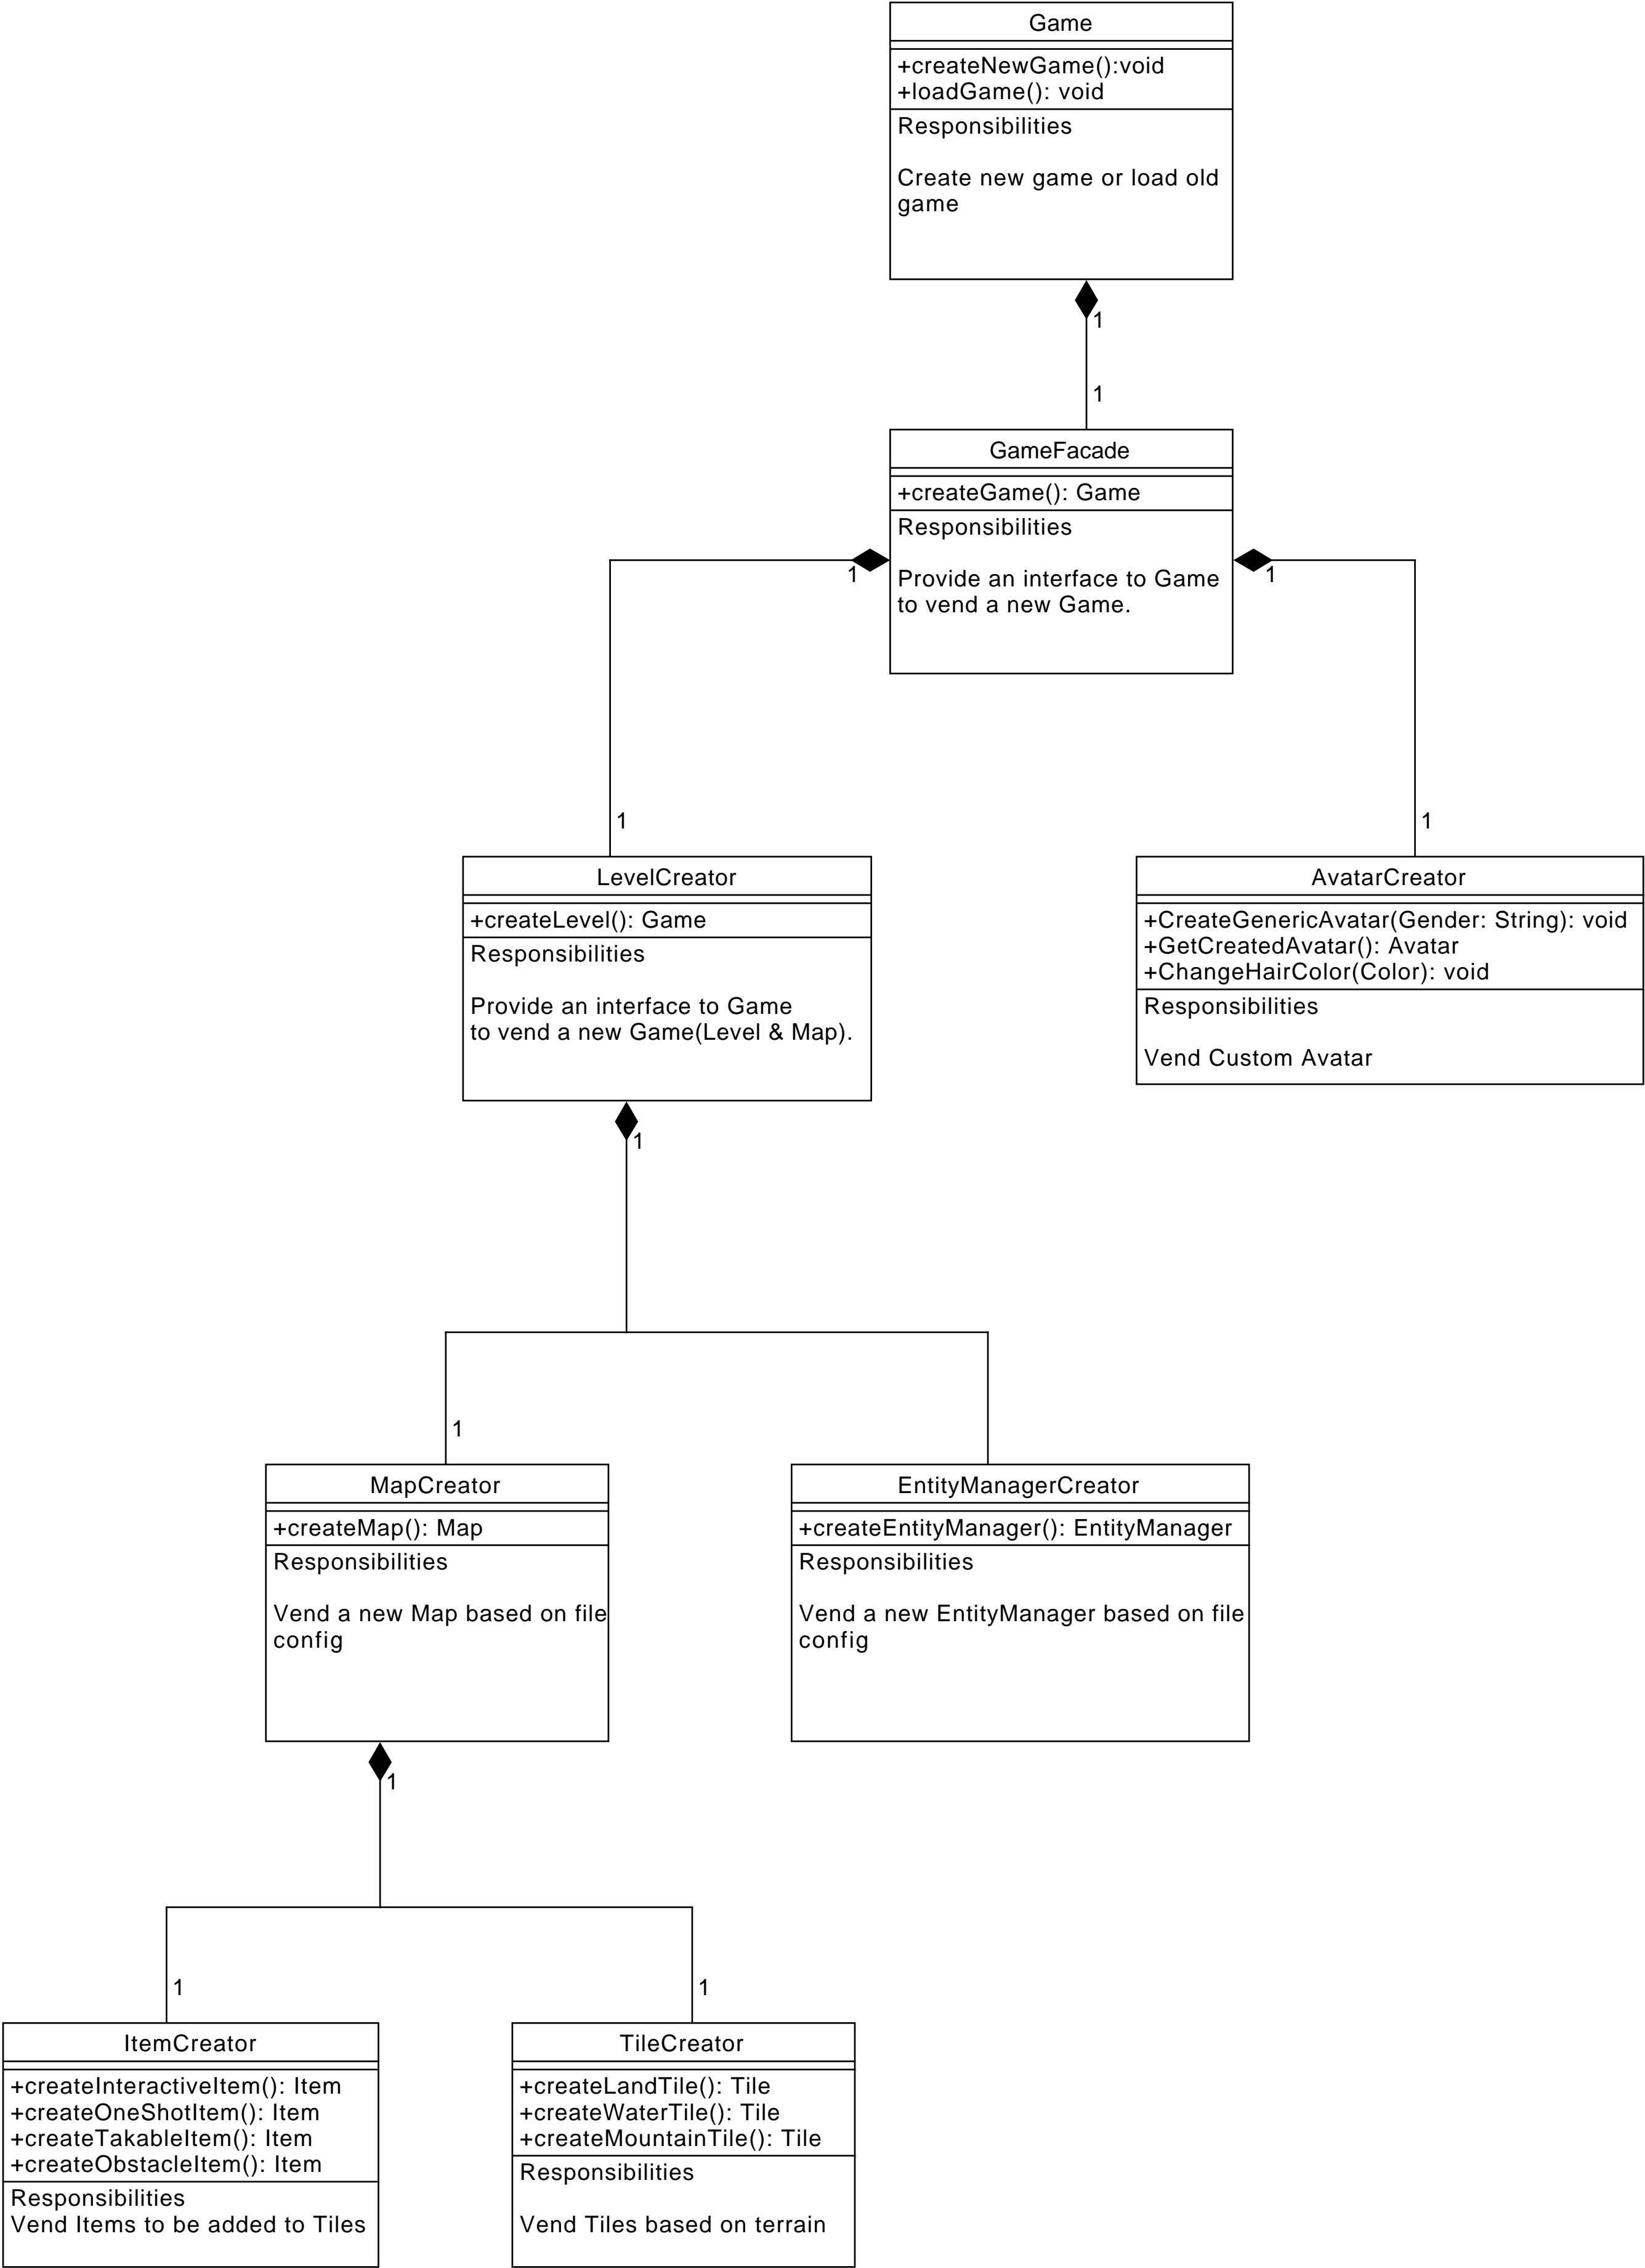 Game
+createNewGame():void
+loadGame(): void
Responsibilities
Create new game or load old
game
1
1
GameFacade
+createGame(): Game
Responsibilities
Provide an interface to Game
to vend a new Game.
1
1
1
1
LevelCreator
+createLevel(): Game
Responsibilities
Provide an interface to Game
to vend a new Game(Level & Map).
AvatarCreator
+CreateGenericAvatar(Gender: String): void
+GetCreatedAvatar(): Avatar
+ChangeHairColor(Color): void
Responsibilities
Vend Custom Avatar
1
1
MapCreator
+createMap(): Map
Responsibilities
Vend a new Map based on file
config
EntityManagerCreator
+createEntityManager(): EntityManager
Responsibilities
Vend a new EntityManager based on file
config
1
1
1
ItemCreator
+createInteractiveItem(): Item
+createOneShotItem(): Item
+createTakableItem(): Item
+createObstacleItem(): Item
Responsibilities
Vend Items to be added to Tiles
TileCreator
+createLandTile(): Tile
+createWaterTile(): Tile
+createMountainTile(): Tile
Responsibilities
Vend Tiles based on terrain